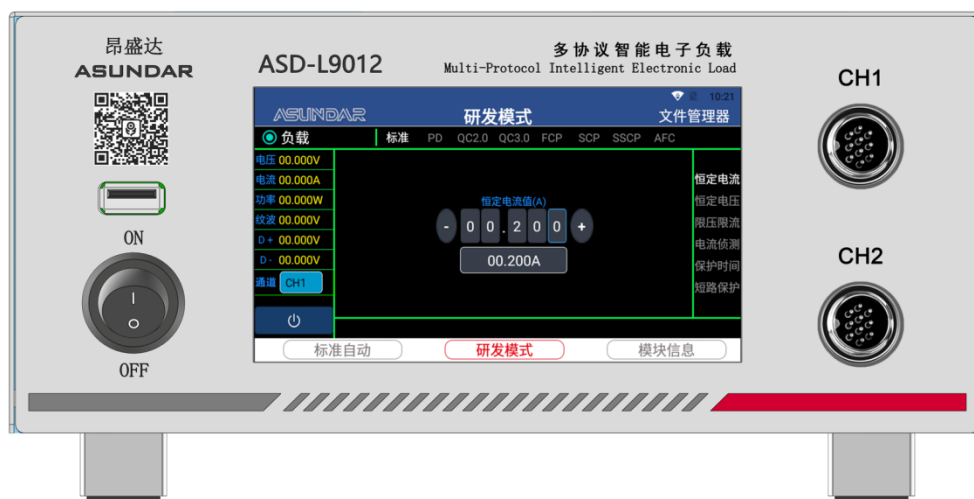 昂盛达
ASUNDAR
ON
OFF
ASD-L9012
多协议智能电子负载
Multi-Protocol Intelligent Electronic Load
10:21
ASUNDAR
研发模式
文件管理器
负载
标准 PD QC2.0 QC3.0 FCP SCP SSCP AFC
电压 00.000V
电流 00.000A
功率 00.000W
纹波 00.000V
D+ 00.000V
D- 00.000V
通道 CH1
恒定电流值(A)
- 0 0 . 2 0 0 +
00.200A
恒定电流
恒定电压
限压限流
电流侦测
保护时间
短路保护
标准自动
研发模式
模块信息
CH1
CH2